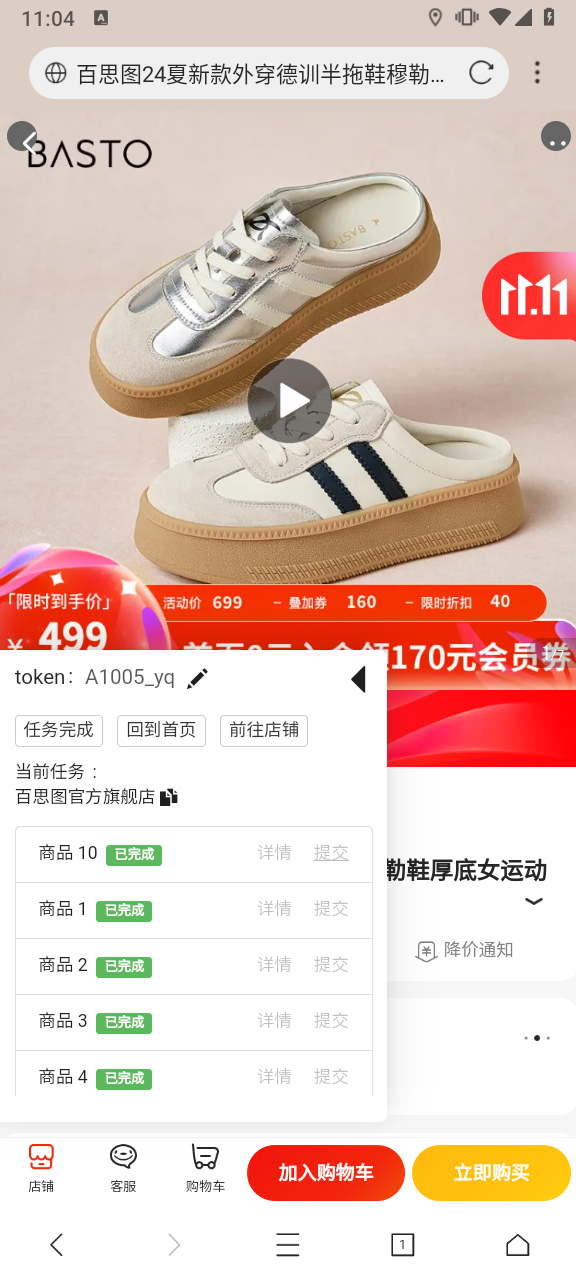 11:04
A
百思图24夏新款外穿德训半拖鞋穆勒…
BASTO
11.11
BASTO
「限时到手价」
活动价 699 － 叠加券 160 － 限时折扣 40
¥ 499
170元会员券
token： A1005_yq
任务完成
回到首页
前往店铺
当前任务 :
百思图官方旗舰店
商品 10 已完成 详情 提交
商品 1 已完成 详情 提交
商品 2 已完成 详情 提交
商品 3 已完成 详情 提交
商品 4 已完成 详情 提交
勒鞋厚底女运动
降价通知
店铺
客服
购物车
加入购物车
立即购买
1